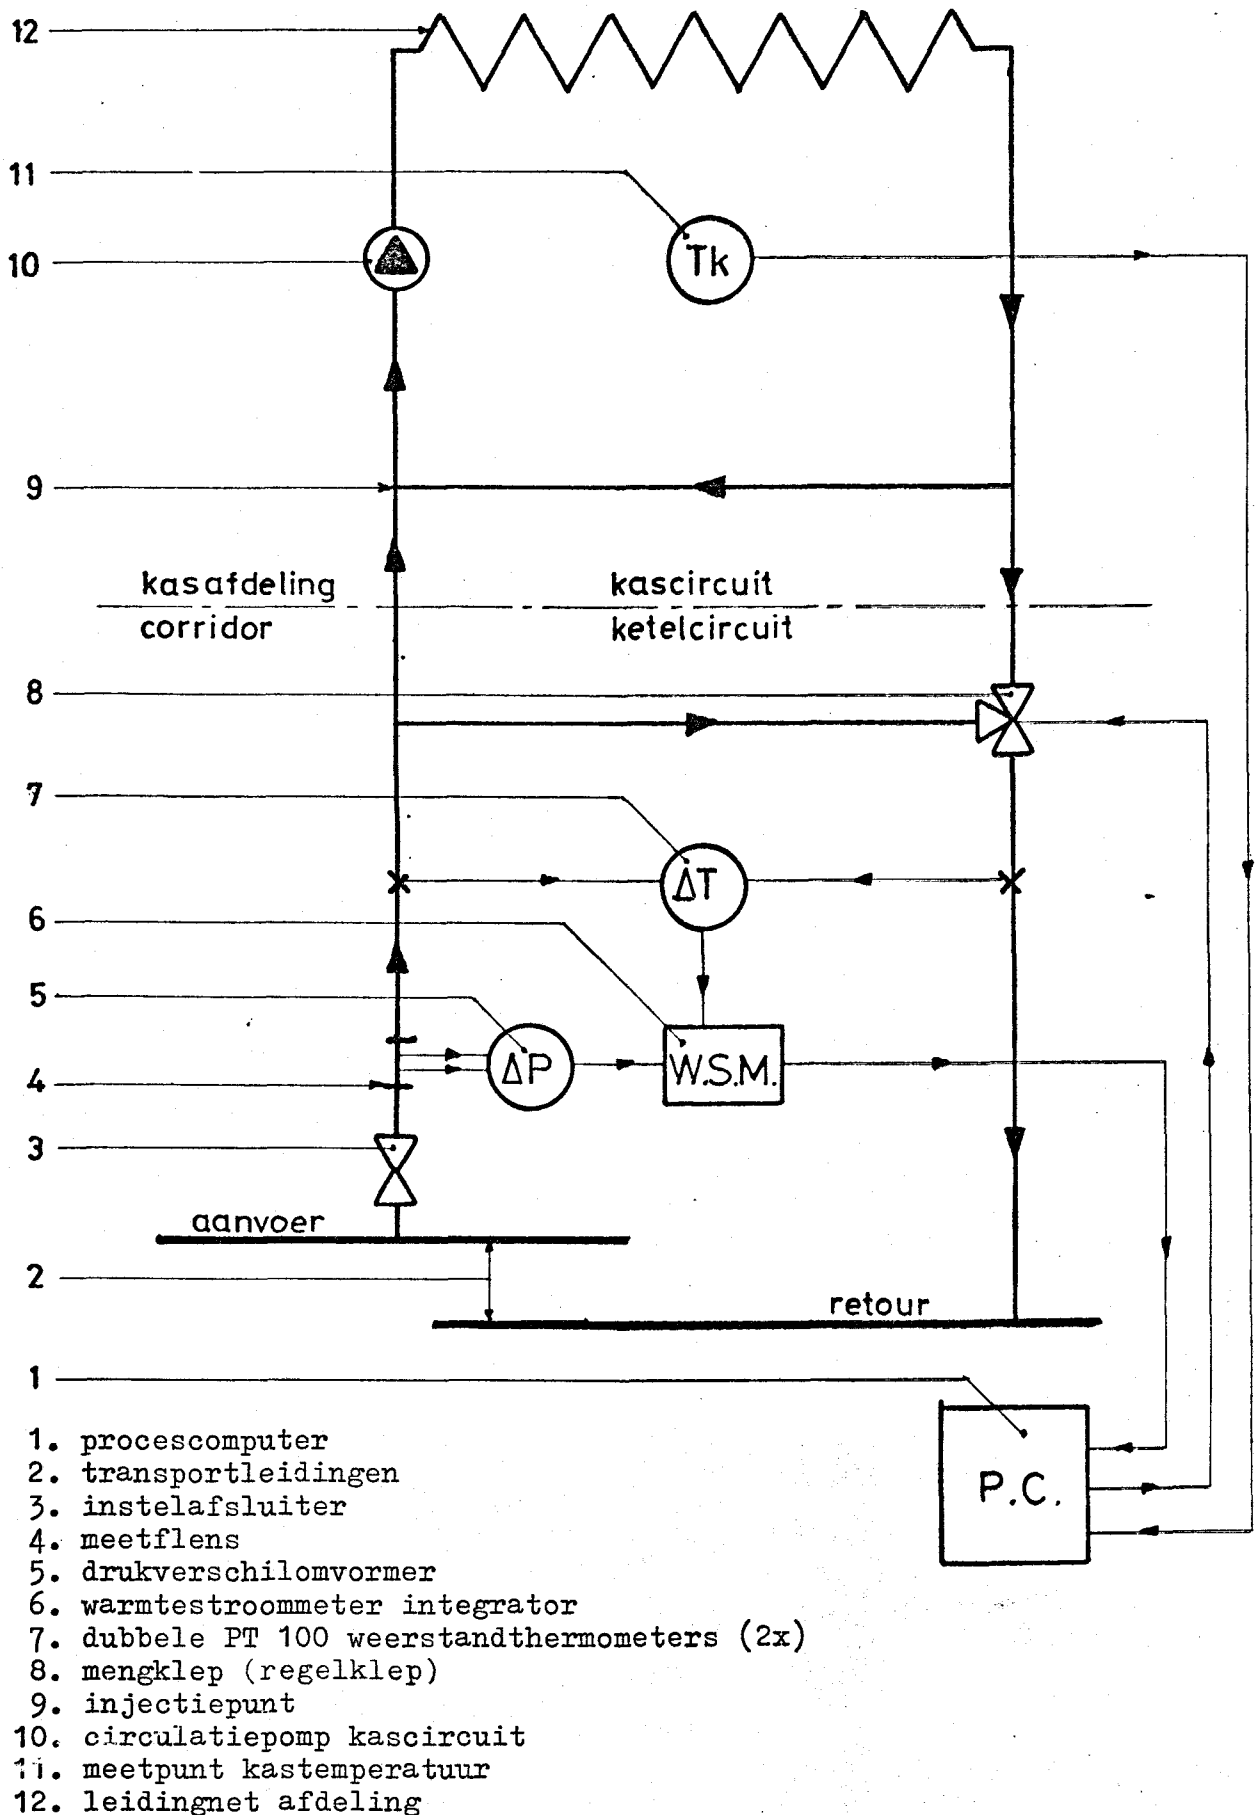 12
11
Tk
10
9
kasafdeling kascircuit
corridor ketelcircuit
8
7
ΔT
6
5
ΔP
W.S.M.
4
3
aanvoer
2
retour
1
P.C.
1. procescomputer
2. transportleidingen
3. instelafsluiter
4. meetflens
5. drukverschilomvormer
6. warmtestroommeter integrator
7. dubbele PT 100 weerstandthermometers (2x)
8. mengklep (regelklep)
9. injectiepunt
10. circulatiepomp kascircuit
11. meetpunt kastemperatuur
12. leidingnet afdeling